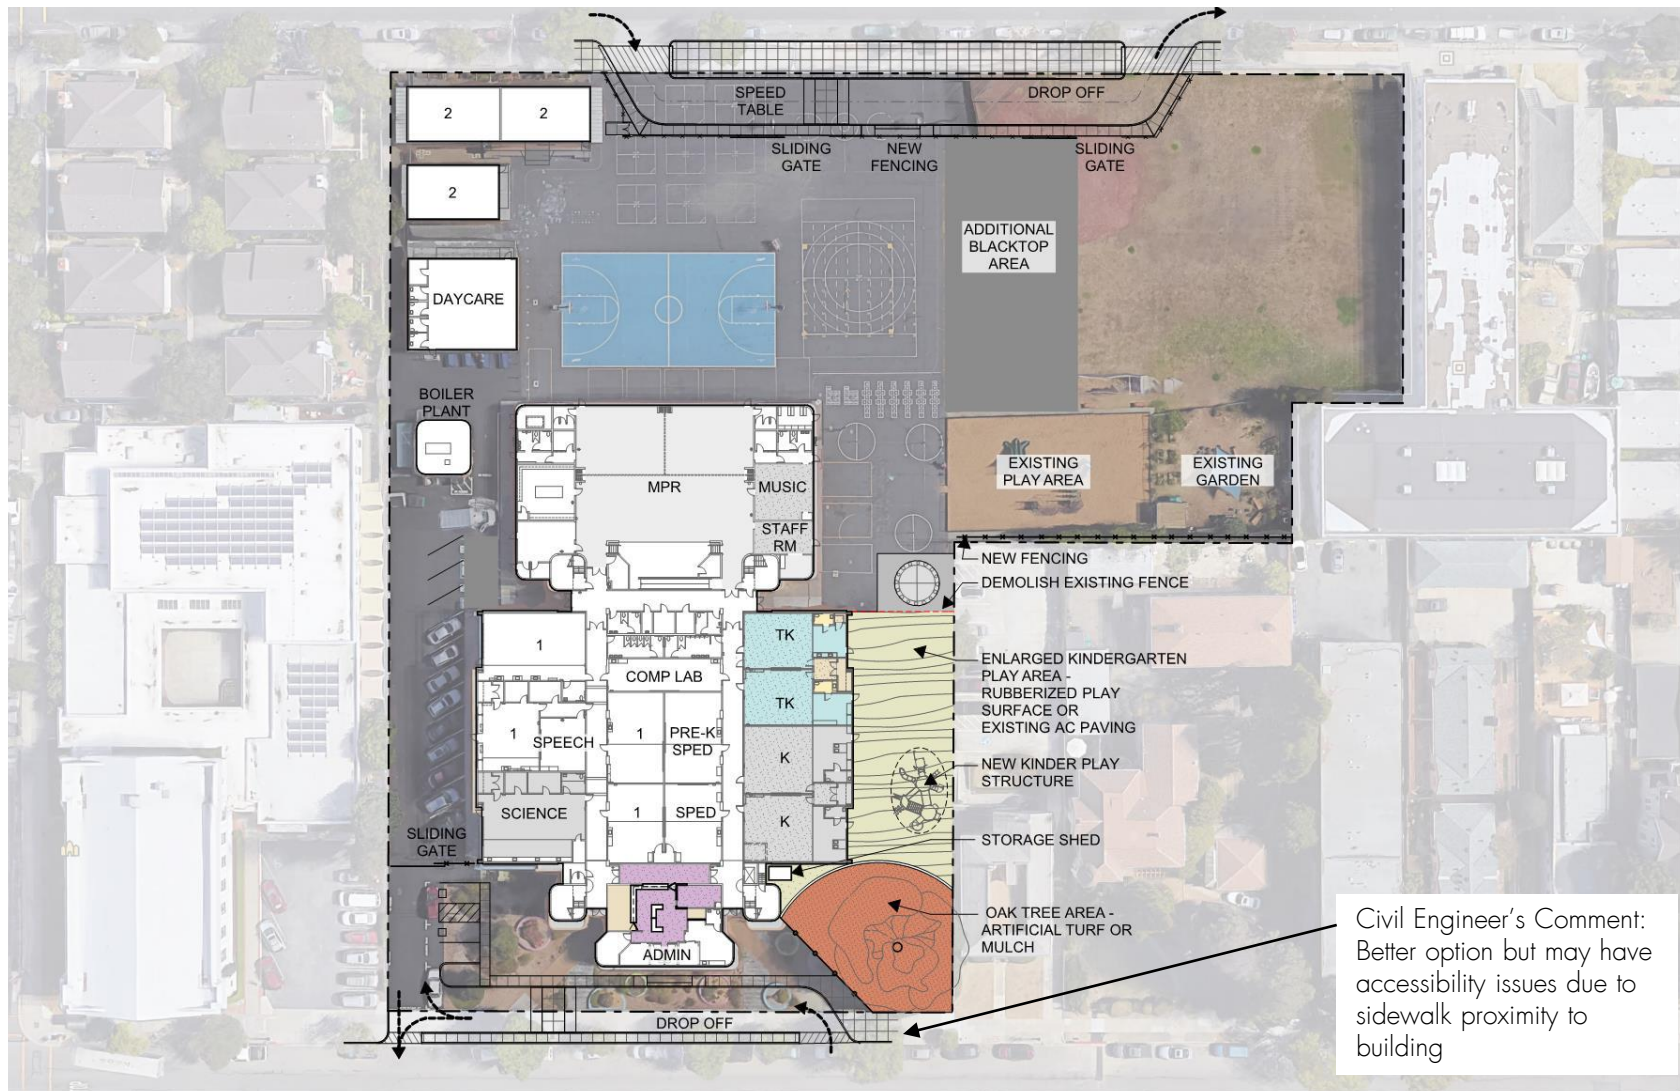 SPEED
TABLE
DROP OFF
2
2
SLIDING
GATE
NEW
FENCING
SLIDING
GATE
2
ADDITIONAL
BLACKTOP
AREA
DAYCARE
BOILER
PLANT
MPR
MUSIC
STAFF
RM
EXISTING
PLAY AREA
EXISTING
GARDEN
NEW FENCING
DEMOLISH EXISTING FENCE
1
COMP LAB
TK
TK
ENLARGED KINDERGARTEN
PLAY AREA -
RUBBERIZED PLAY
SURFACE OR
EXISTING AC PAVING
1
SPEECH
1
PRE-K
SPED
K
NEW KINDER PLAY
STRUCTURE
SCIENCE
1
SPED
K
SLIDING
GATE
STORAGE SHED
OAK TREE AREA -
ARTIFICIAL TURF OR
MULCH
ADMIN
DROP OFF
Civil Engineer's Comment:
Better option but may have
accessibility issues due to
sidewalk proximity to
building